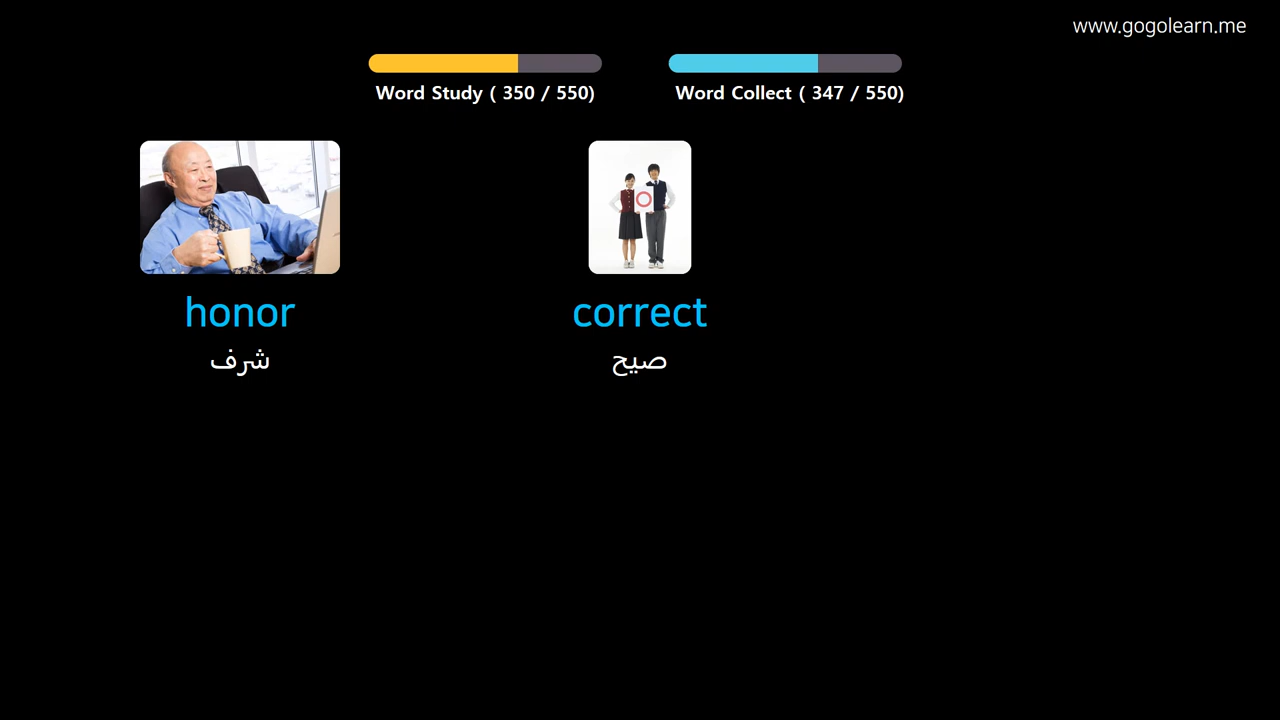 www.gogolearn.me
Word Study ( 350 / 550)
Word Collect ( 347 / 550)
honor
شرف
correct
صيح